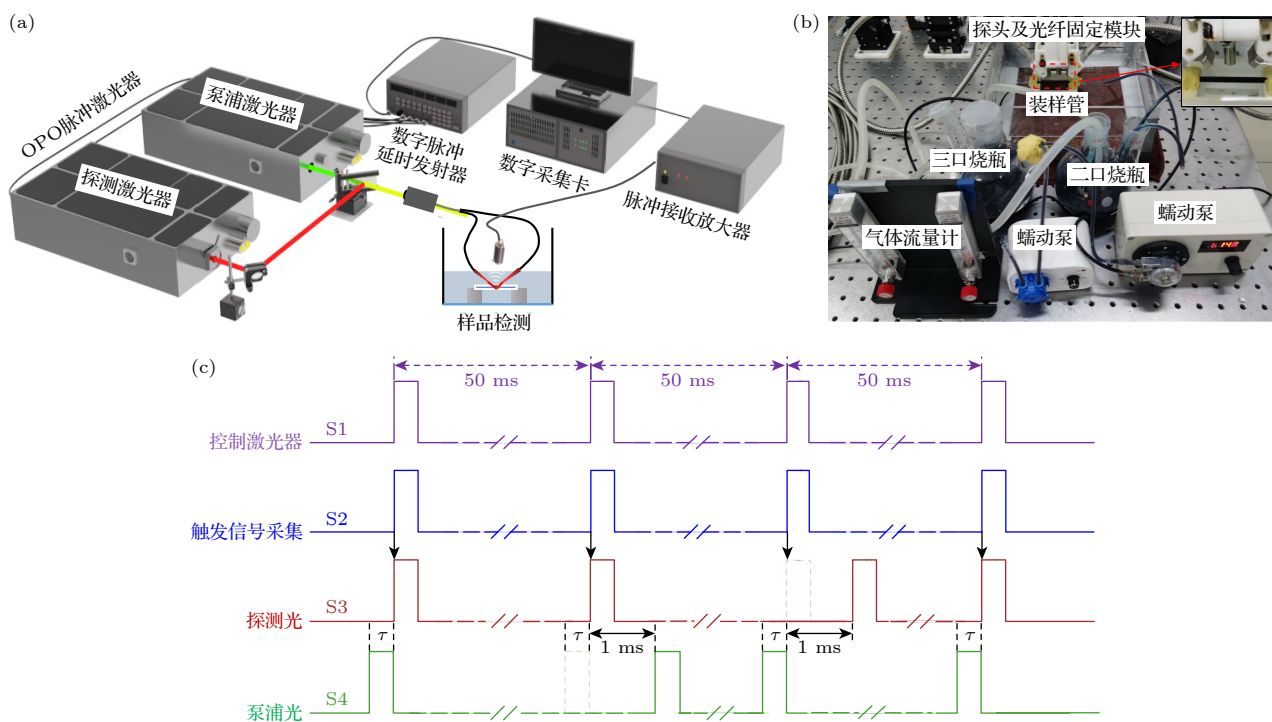 (a)
OPO脉冲激光器
泵浦激光器
探测激光器
数字脉冲
延时发射器
数字采集卡
脉冲接收放大器
样品检测
(b)
探头及光纤固定模块
装样管
三口烧瓶
二口烧瓶
气体流量计
蠕动泵
蠕动泵
(c)
50 ms
50 ms
50 ms
控制激光器
S1
触发信号采集
S2
探测光
S3
τ
τ
1 ms
τ
1 ms
τ
泵浦光
S4